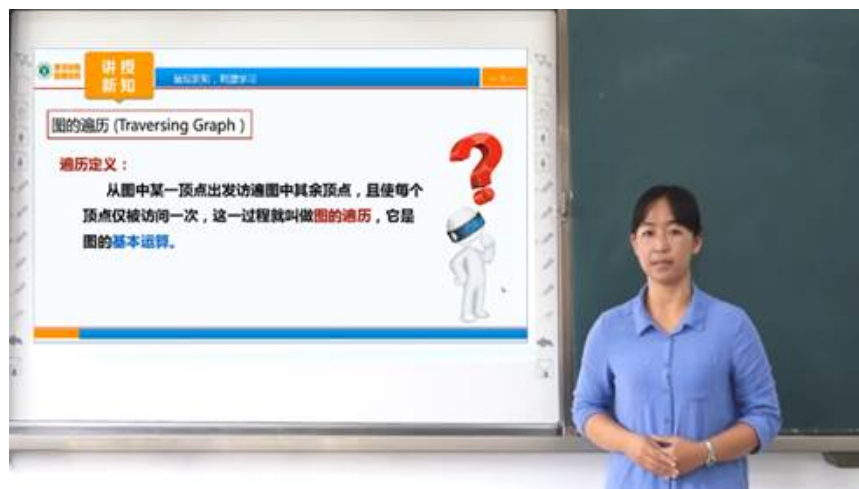 讲授
新知
图的遍历 (Traversing Graph )
遍历定义：
从图中某一顶点出发访遍图中其余顶点，且使每个
顶点仅被访问一次，这一过程就叫做图的遍历，它是
图的基本运算。